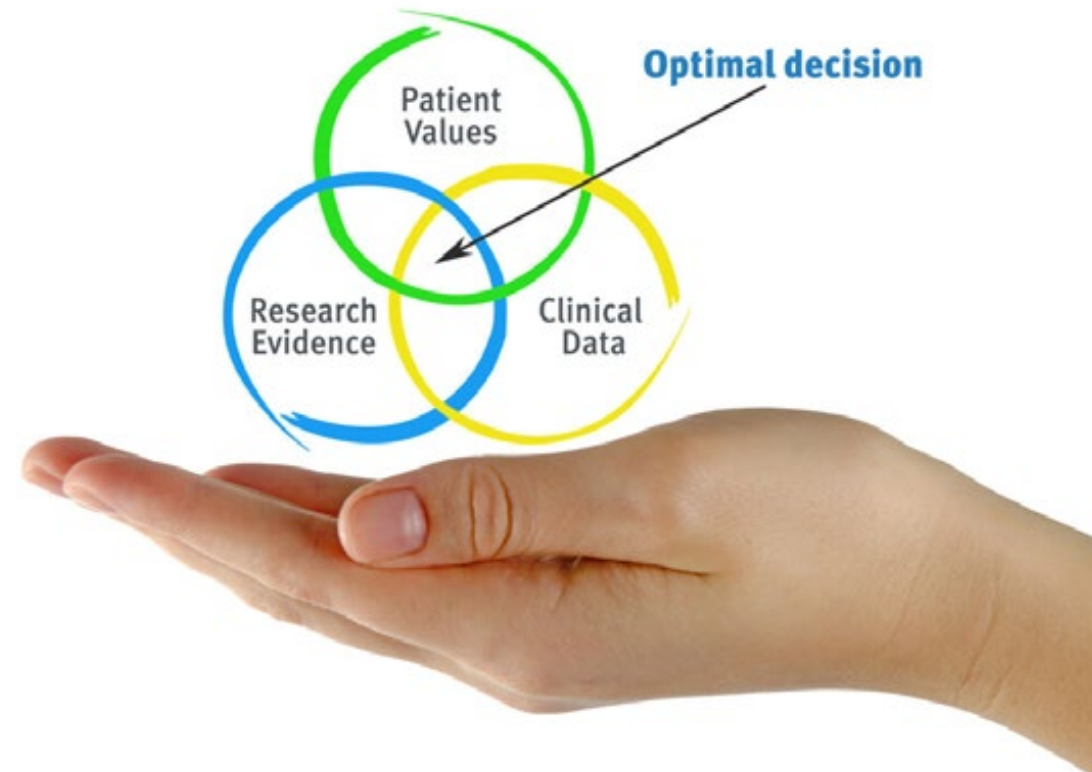 Optimal decision
Patient
Values
Research
Evidence
Clinical
Data